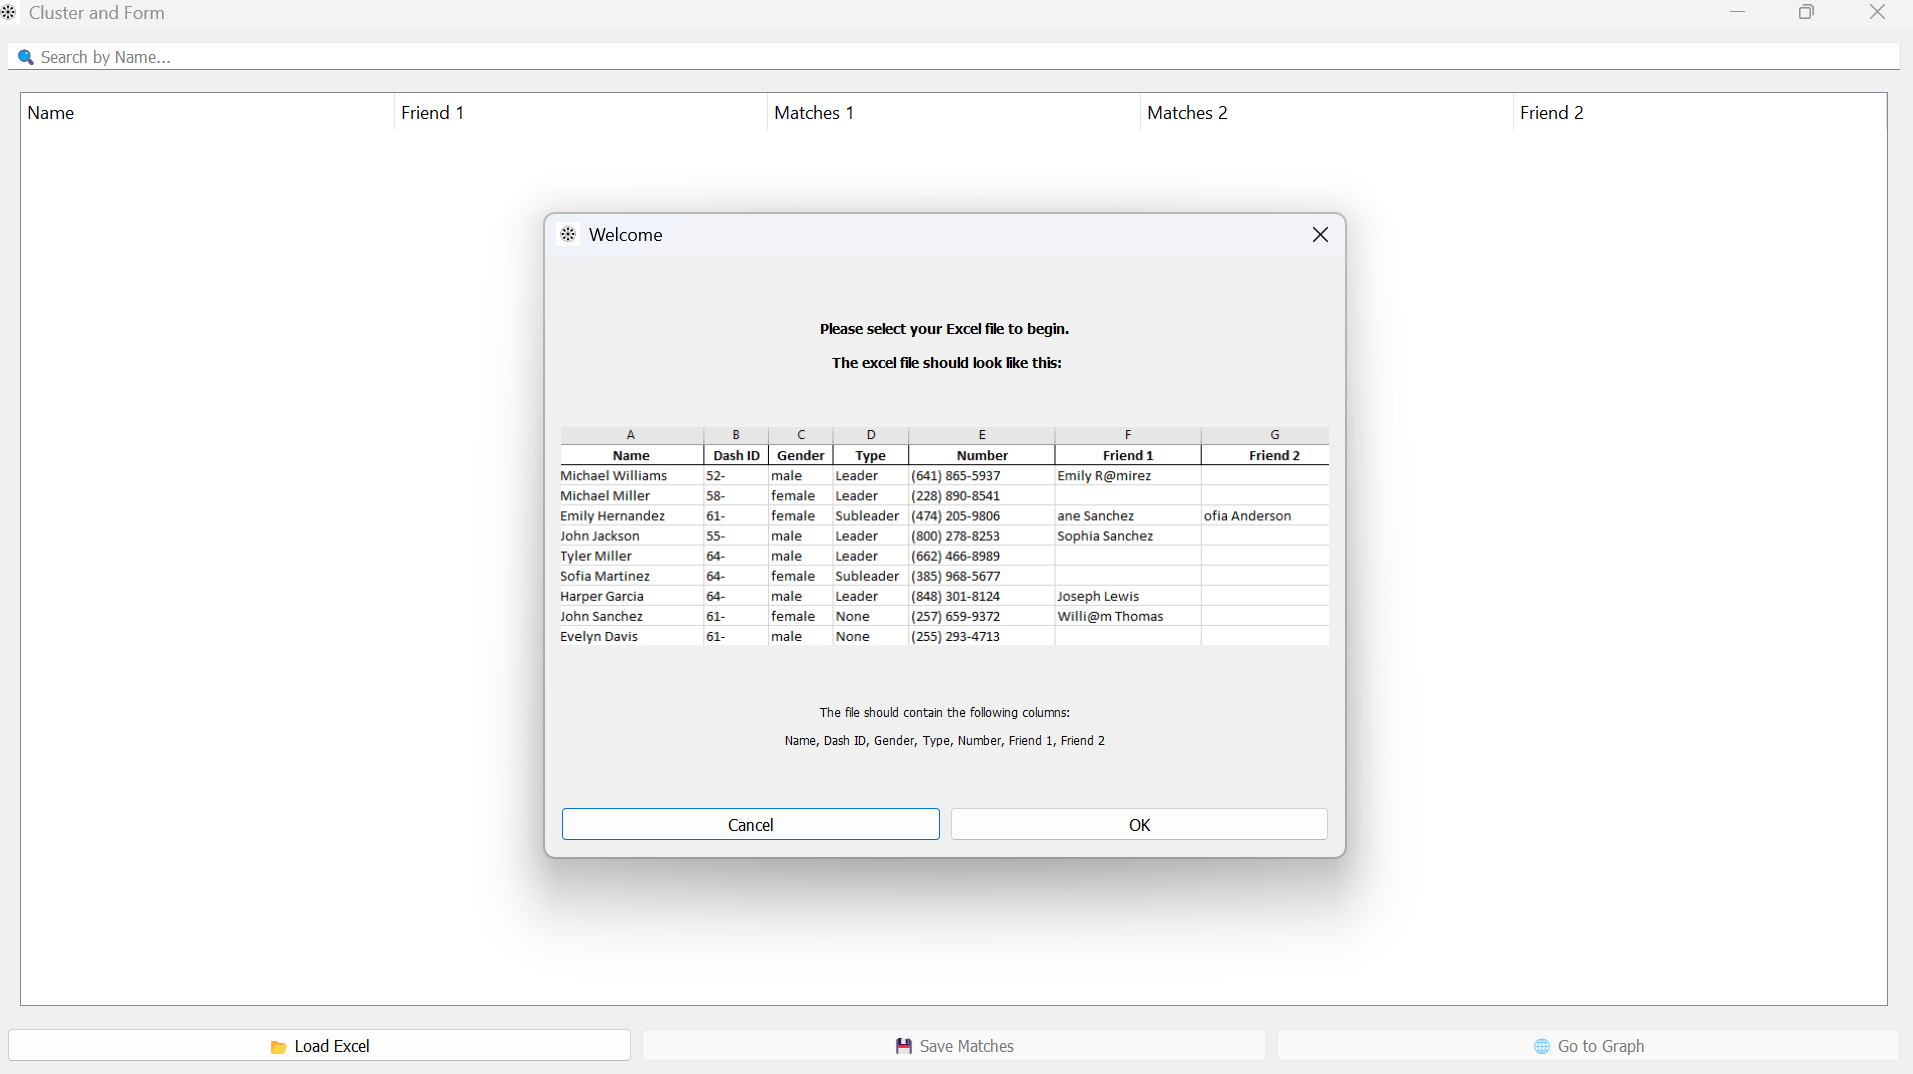 Cluster and Form
Search by Name...
Name Friend 1 Matches 1 Matches 2 Friend 2
Welcome
Please select your Excel file to begin.
The excel file should look like this:
A B C D E F G
Name Dash ID Gender Type Number Friend 1 Friend 2
Michael Williams 52- male Leader (641) 865-5937 Emily R@mirez
Michael Miller 58- female Leader (228) 890-8541
Emily Hernandez 61- female Subleader (474) 205-9806 ane Sanchez ofia Anderson
John Jackson 55- male Leader (800) 278-8253 Sophia Sanchez
Tyler Miller 64- male Leader (662) 466-8989
Sofia Martinez 64- female Subleader (385) 968-5677
Harper Garcia 64- male Leader (848) 301-8124 Joseph Lewis
John Sanchez 61- female None (257) 659-9372 Willi@m Thomas
Evelyn Davis 61- male None (255) 293-4713
The file should contain the following columns:
Name, Dash ID, Gender, Type, Number, Friend 1, Friend 2
Cancel OK
Load Excel Save Matches Go to Graph